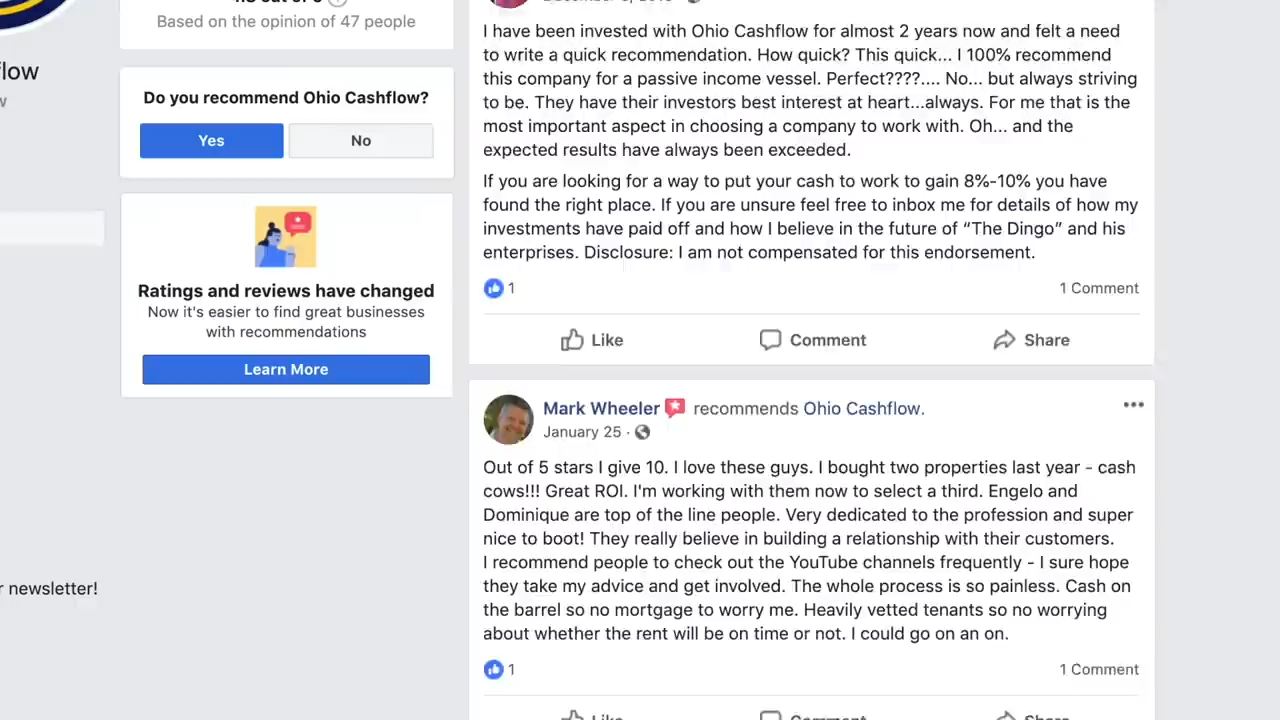 Based on the opinion of 47 people
flow
Do you recommend Ohio Cashflow?
Yes
No
Ratings and reviews have changed
Now it's easier to find great businesses
with recommendations
Learn More
r newsletter!
I have been invested with Ohio Cashflow for almost 2 years now and felt a need
to write a quick recommendation. How quick? This quick... I 100% recommend
this company for a passive income vessel. Perfect????.... No... but always striving
to be. They have their investors best interest at heart...always. For me that is the
most important aspect in choosing a company to work with. Oh... and the
expected results have always been exceeded.
If you are looking for a way to put your cash to work to gain 8%-10% you have
found the right place. If you are unsure feel free to inbox me for details of how my
investments have paid off and how I believe in the future of “The Dingo” and his
enterprises. Disclosure: I am not compensated for this endorsement.
1
1 Comment
Like
Comment
Share
Mark Wheeler recommends Ohio Cashflow.
January 25 ·
Out of 5 stars I give 10. I love these guys. I bought two properties last year - cash
cows!!! Great ROI. I'm working with them now to select a third. Engelo and
Dominique are top of the line people. Very dedicated to the profession and super
nice to boot! They really believe in building a relationship with their customers.
I recommend people to check out the YouTube channels frequently - I sure hope
they take my advice and get involved. The whole process is so painless. Cash on
the barrel so no mortgage to worry me. Heavily vetted tenants so no worrying
about whether the rent will be on time or not. I could go on an on.
1
1 Comment
Like
Comment
Share